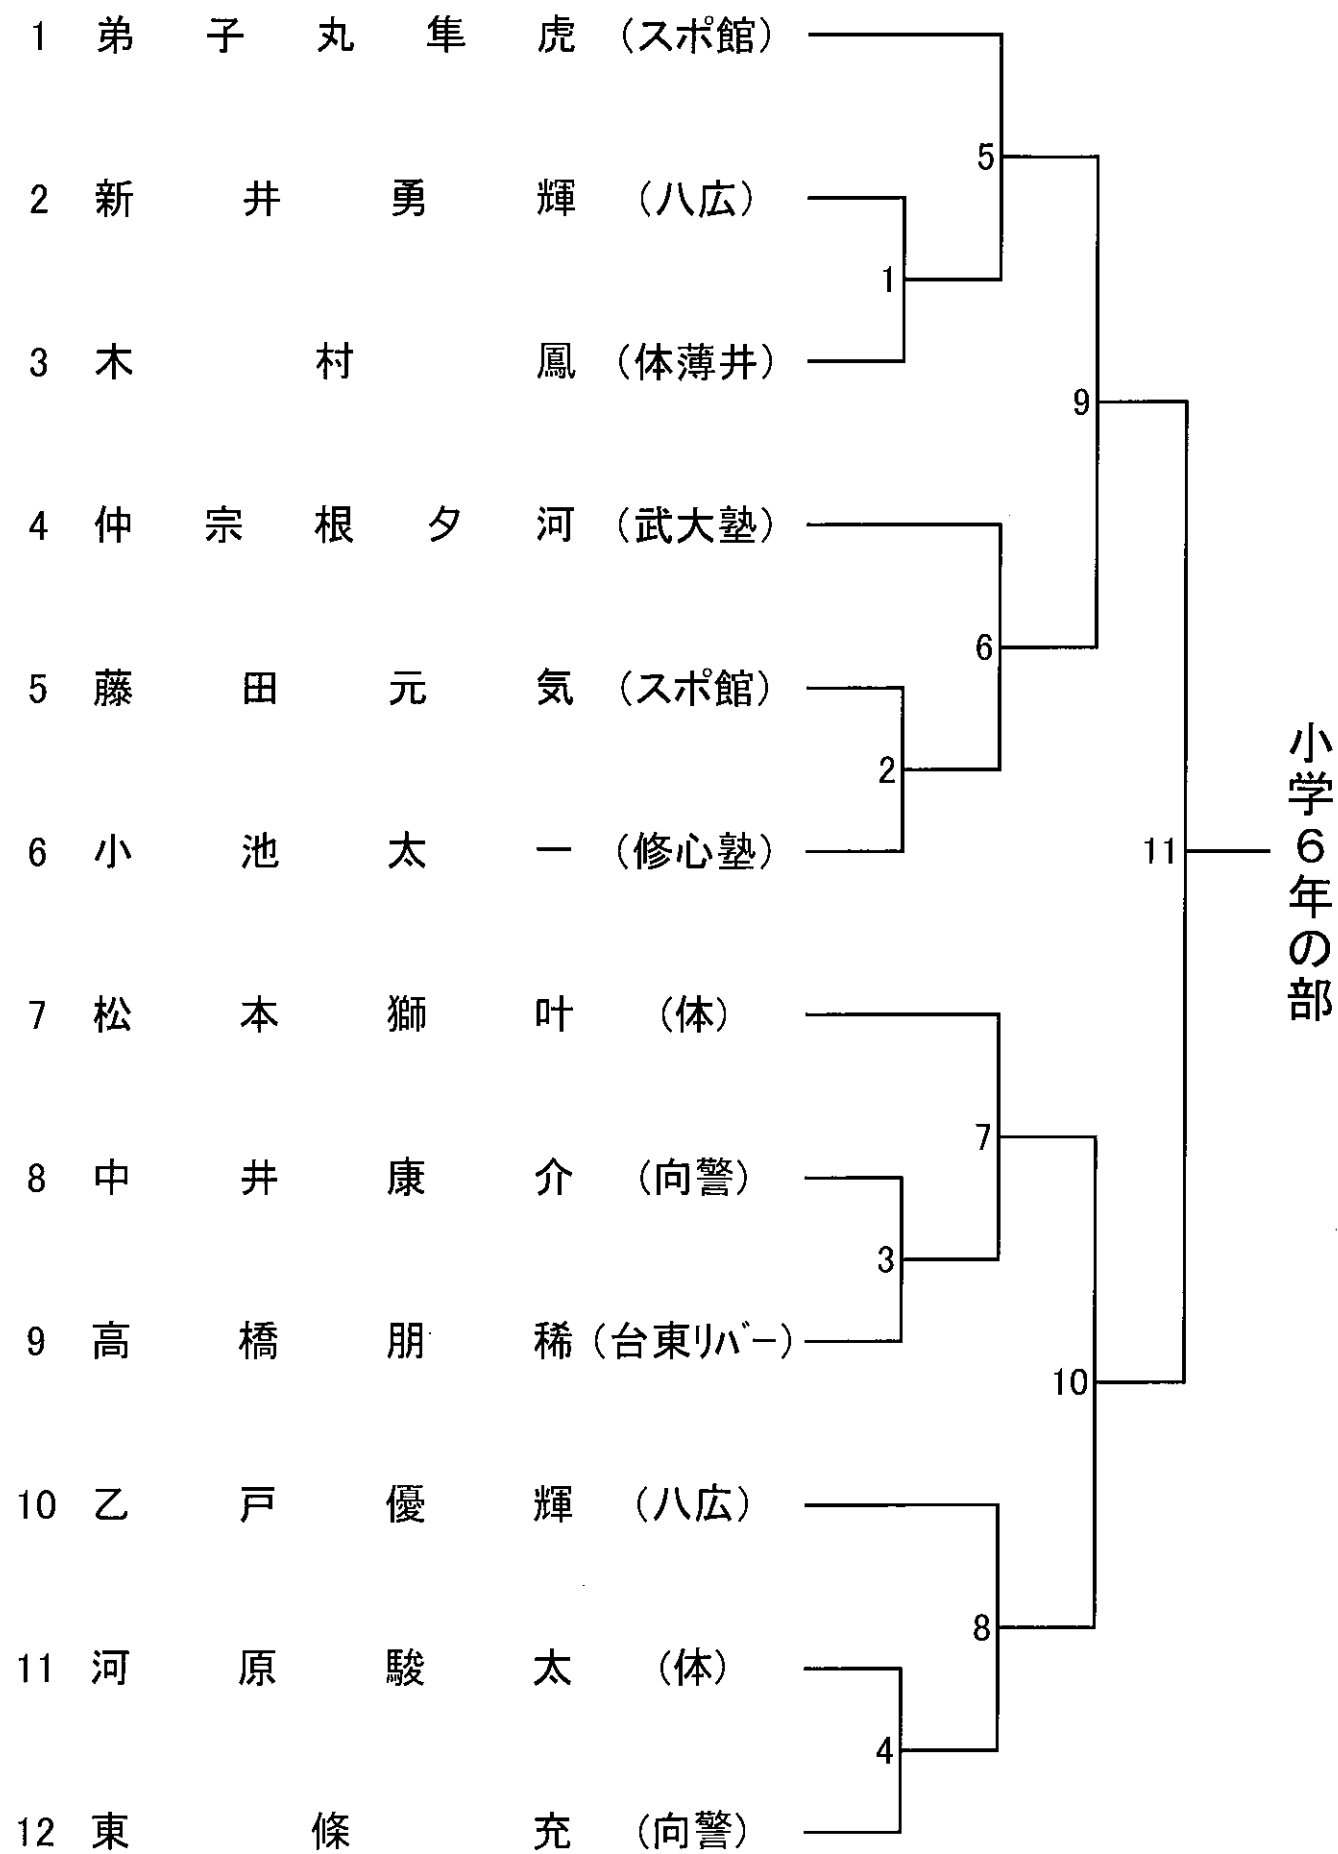 1 弟子丸隼虎 (スポ館)
2 新井勇輝 (八広)
3 木村鳳 (体薄井)
4 仲宗根夕河 (武大塾)
5 藤田元気 (スポ館)
6 小池太一 (修心塾)
7 松本獅叶 (体)
8 中井康介 (向警)
9 高橋朋稀 (台東リバー)
10 乙戸優輝 (八広)
11 河原駿太 (体)
12 東條充 (向警)
1
2
3
4
5
6
7
8
9
10
11
小学6年の部